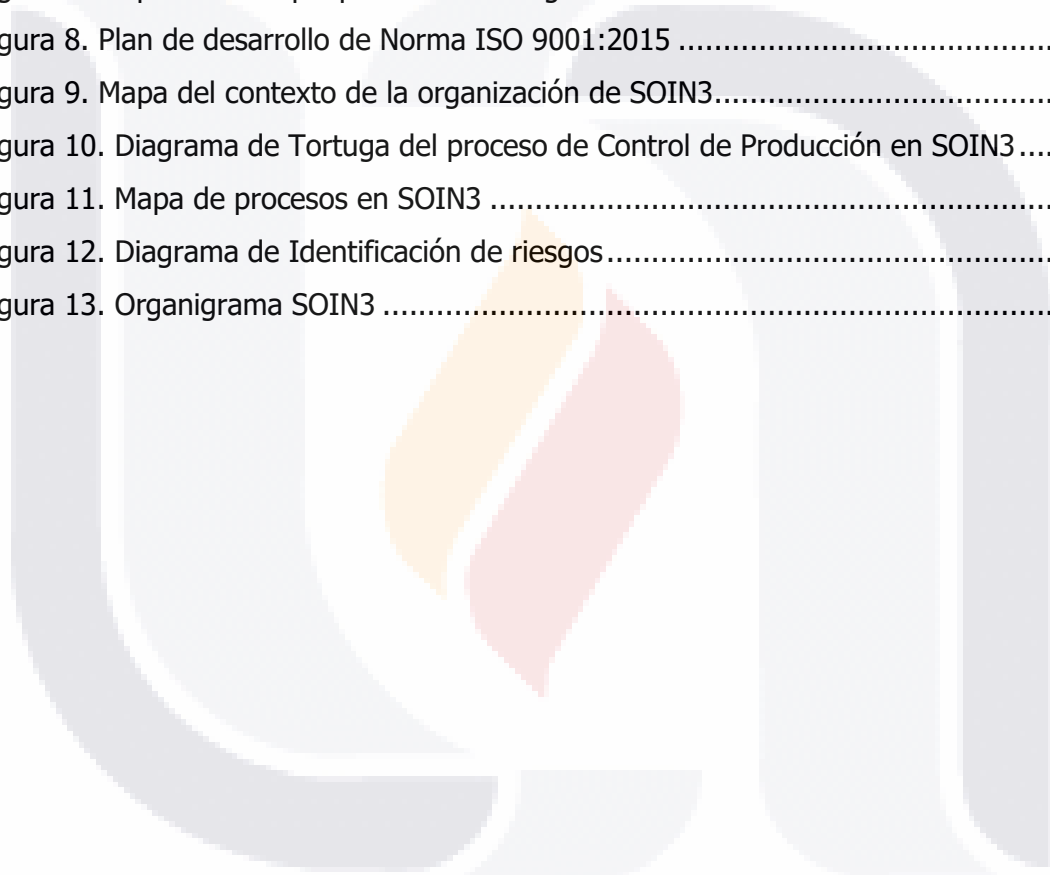 gura 8. Plan de desarrollo de Norma ISO 9001:2015 ....................................
gura 9. Mapa del contexto de la organización de SOIN3....................................
gura 10. Diagrama de Tortuga del proceso de Control de Producción en SOIN3....
gura 11. Mapa de procesos en SOIN3 ............................................................
gura 12. Diagrama de Identificación de riesgos...............................................
gura 13. Organigrama SOIN3 ........................................................................